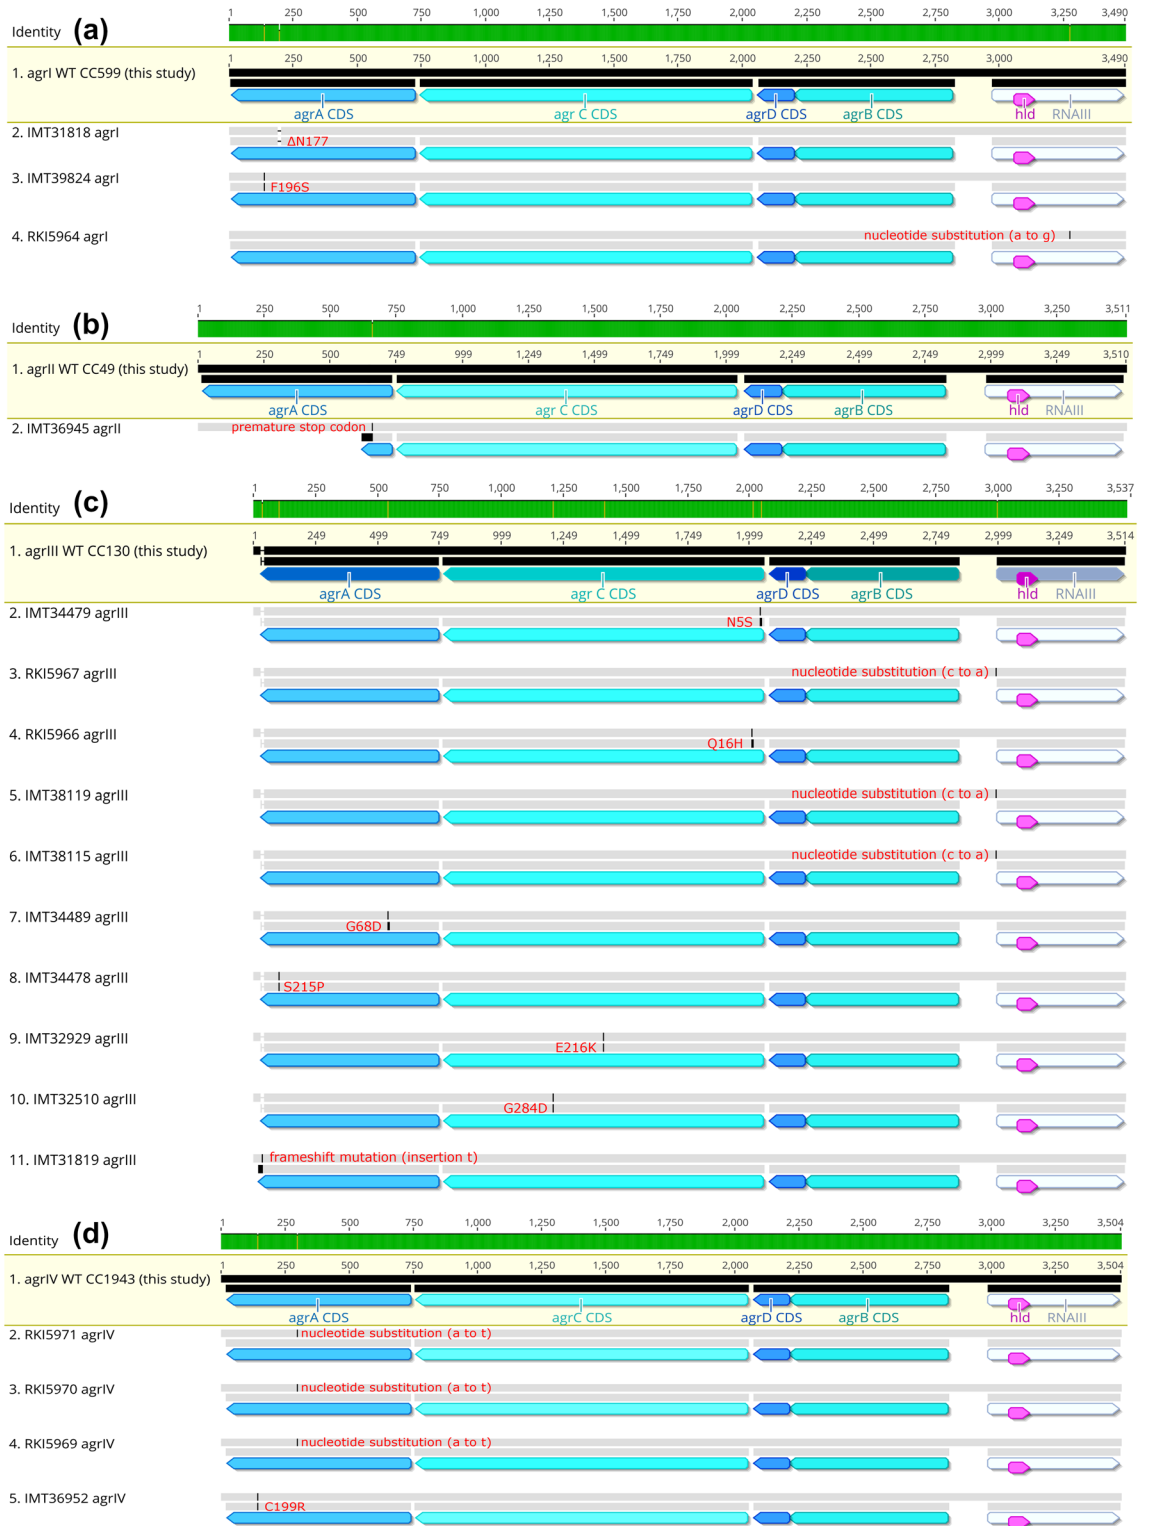 1 250 500 750 1,000 1,250 1,500 1,750 2,000 2,250 2,500 2,750 3,000 3,250 3,490
Identity (a)
1 250 500 750 1,000 1,250 1,500 1,750 2,000 2,250 2,500 2,750 3,000 3,250 3,490
1. agrI WT CC599 (this study)
agrA CDS agr C CDS agrD CDS agrB CDS hld RNAIII
2. IMT31818 agrI
ΔN177
3. IMT39824 agrI
F196S
4. RKI5964 agrI nucleotide substitution (a to g)
1 250 500 750 1,000 1,250 1,500 1,750 2,000 2,250 2,500 2,750 3,000 3,250 3,511
Identity (b)
1 250 500 749 999 1,249 1,499 1,749 1,999 2,249 2,499 2,749 2,999 3,249 3,510
1. agrII WT CC49 (this study)
agrA CDS agr C CDS agrD CDS agrB CDS hld RNAIII
2. IMT36945 agrII premature stop codon
1 250 500 750 1,000 1,250 1,500 1,750 2,000 2,250 2,500 2,750 3,000 3,250 3,537
Identity (c)
1 249 499 749 999 1,249 1,499 1,749 1,999 2,249 2,499 2,749 2,999 3,249 3,514
1. agrIII WT CC130 (this study)
agrA CDS agr C CDS agrD CDS agrB CDS hld RNAIII
2. IMT34479 agrIII
N5S
3. RKI5967 agrIII nucleotide substitution (c to a)
4. RKI5966 agrIII
Q16H
5. IMT38119 agrIII nucleotide substitution (c to a)
6. IMT38115 agrIII nucleotide substitution (c to a)
7. IMT34489 agrIII
G68D
8. IMT34478 agrIII
S215P
9. IMT32929 agrIII
E216K
10. IMT32510 agrIII
G284D
11. IMT31819 agrIII frameshift mutation (insertion t)
1 250 500 750 1,000 1,250 1,500 1,750 2,000 2,250 2,500 2,750 3,000 3,250 3,504
Identity (d)
1 250 500 750 1,000 1,250 1,500 1,750 2,000 2,250 2,500 2,750 3,000 3,250 3,504
1. agrIV WT CC1943 (this study)
agrA CDS agrC CDS agrD CDS agrB CDS hld RNAIII
2. RKI5971 agrIV nucleotide substitution (a to t)
3. RKI5970 agrIV nucleotide substitution (a to t)
4. RKI5969 agrIV nucleotide substitution (a to t)
5. IMT36952 agrIV
C199R